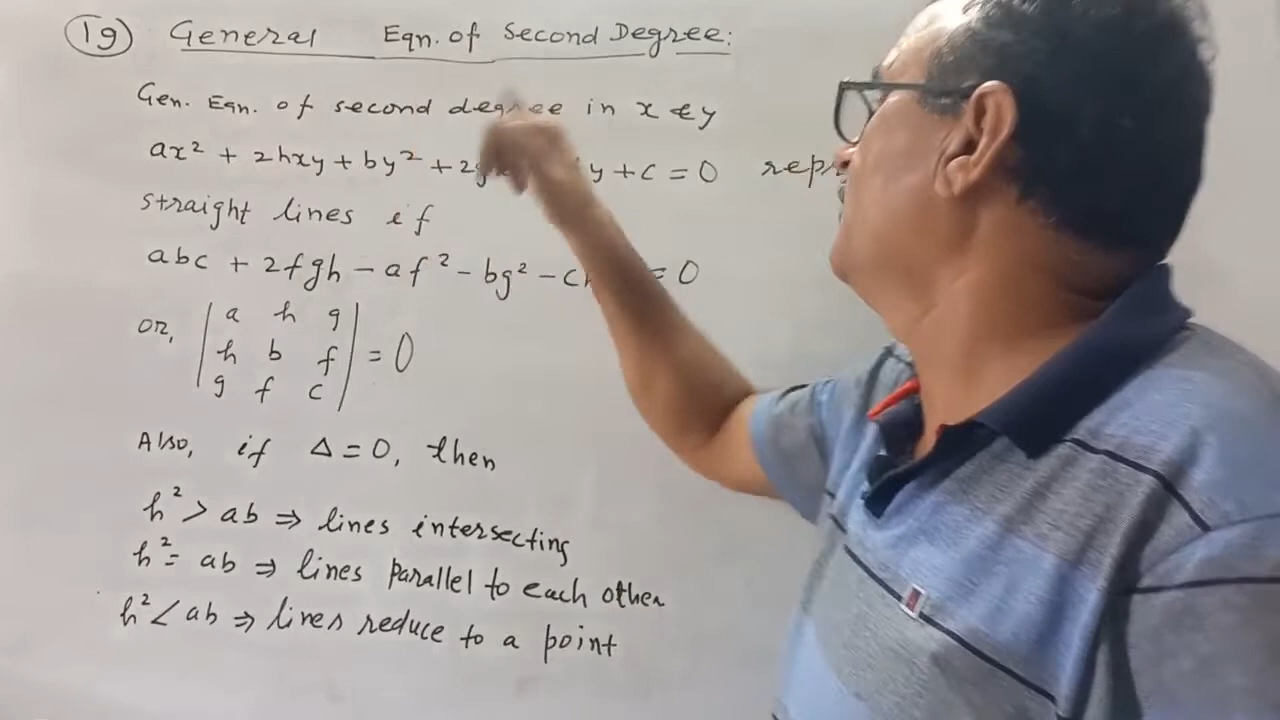 19) General Eqn. of Second Degree:
Gen. Eqn. of second degree in x & y
ax² + 2hxy + by² + 2g y + c = 0
straight lines if
abc + 2fgh - af² - bg² - c = 0
or, | a h g |
| h b f | = 0
| g f c |
Also, if Δ = 0, then
h² > ab ⇒ lines intersecting
h² = ab ⇒ lines parallel to each other
h² < ab ⇒ lines reduce to a point